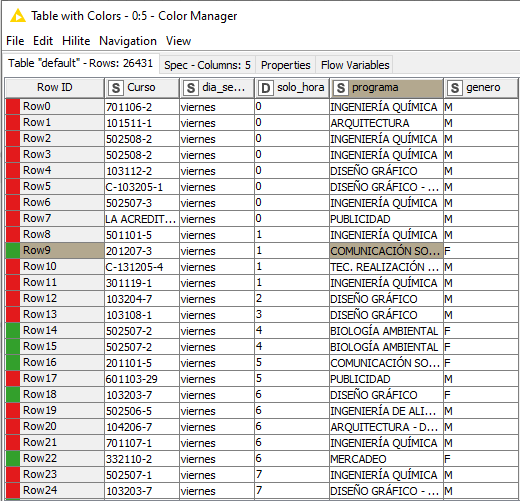 Table with Colors - 0:5 - Color Manager
File Edit Hilite Navigation View
Table "default" - Rows: 26431 Spec - Columns: 5 Properties Flow Variables
Row ID S Curso S dia_se... D solo_hora S programa S genero
Row0 701106-2 viernes 0 INGENIERÍA QUÍMICA M
Row1 101511-1 viernes 0 ARQUITECTURA M
Row2 502508-2 viernes 0 INGENIERÍA QUÍMICA M
Row3 502508-2 viernes 0 INGENIERÍA QUÍMICA M
Row4 103112-2 viernes 0 DISEÑO GRÁFICO M
Row5 C-103205-1 viernes 0 DISEÑO GRÁFICO - ... M
Row6 502507-3 viernes 0 INGENIERÍA QUÍMICA M
Row7 LA ACREDIT... viernes 0 PUBLICIDAD M
Row8 501101-5 viernes 1 INGENIERÍA QUÍMICA M
Row9 201207-3 viernes 1 COMUNICACIÓN SO... F
Row10 C-131205-4 viernes 1 TEC. REALIZACIÓN ... M
Row11 301119-1 viernes 1 INGENIERÍA QUÍMICA M
Row12 103204-7 viernes 2 DISEÑO GRÁFICO M
Row13 103108-1 viernes 3 DISEÑO GRÁFICO M
Row14 502507-2 viernes 4 BIOLOGÍA AMBIENTAL F
Row15 502507-2 viernes 4 BIOLOGÍA AMBIENTAL F
Row16 201101-5 viernes 5 COMUNICACIÓN SO... F
Row17 601103-29 viernes 5 PUBLICIDAD M
Row18 103203-7 viernes 6 DISEÑO GRÁFICO F
Row19 502506-5 viernes 6 INGENIERÍA DE ALI... M
Row20 104206-7 viernes 6 ARQUITECTURA - D... M
Row21 701107-1 viernes 6 INGENIERÍA QUÍMICA M
Row22 332110-2 viernes 6 MERCADEO F
Row23 502507-1 viernes 7 INGENIERÍA QUÍMICA M
Row24 103203-7 viernes 7 DISEÑO GRÁFICO M